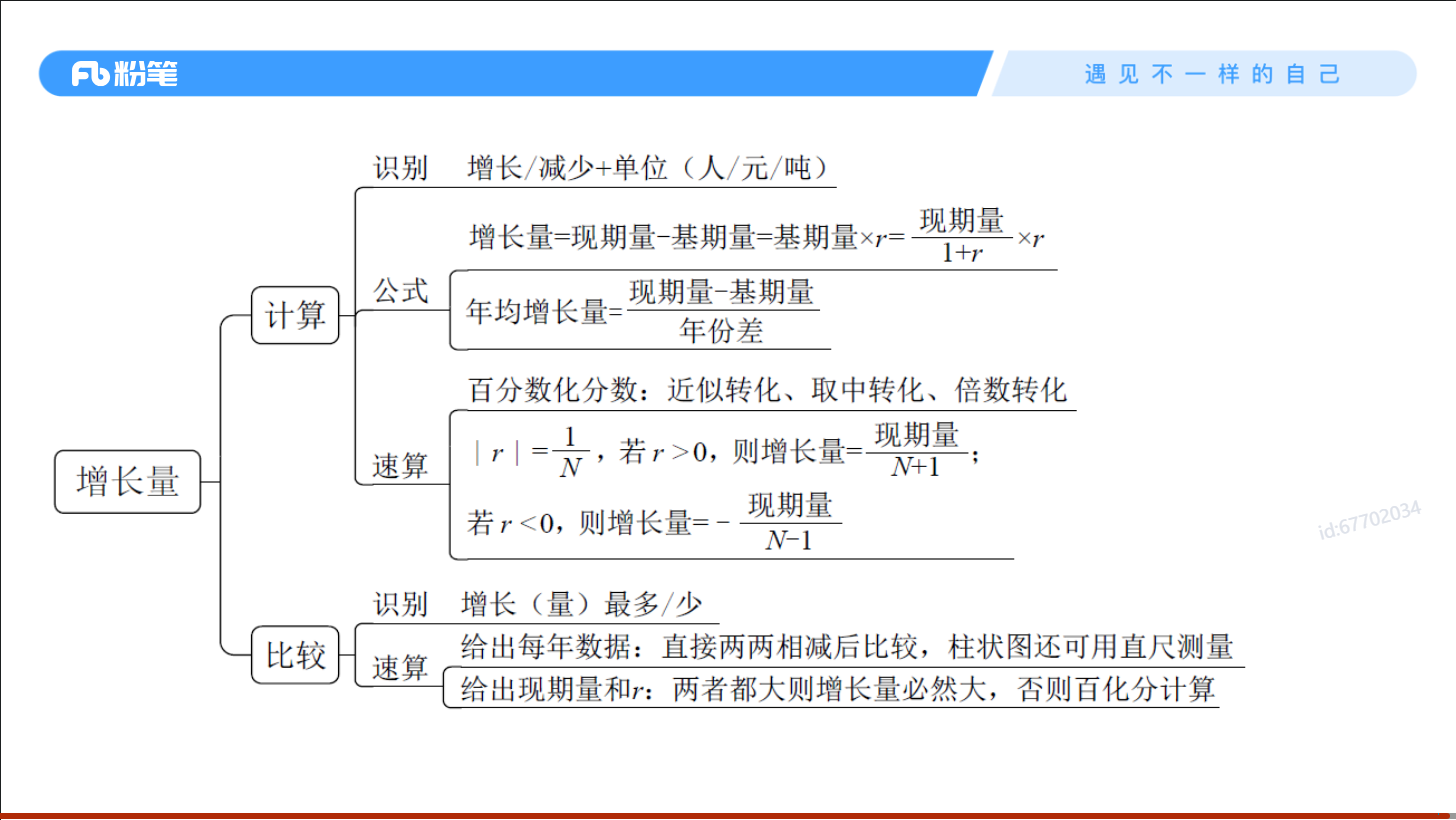 粉笔
遇见不一样的自己
识别 增长/减少+单位（人/元/吨）
增长量=现期量-基期量=基期量×r=现期量/1+r×r
公式
年均增长量=现期量-基期量/年份差
计算
百分数化分数：近似转化、取中转化、倍数转化
|r|=1/N，若r>0，则增长量=现期量/N+1；
速算
增长量
若r<0，则增长量=-现期量/N-1
id:67702034
识别 增长（量）最多/少
给出每年数据：直接两两相减后比较，柱状图还可用直尺测量
比较
速算
给出现期量和r：两者都大则增长量必然大，否则百化分计算